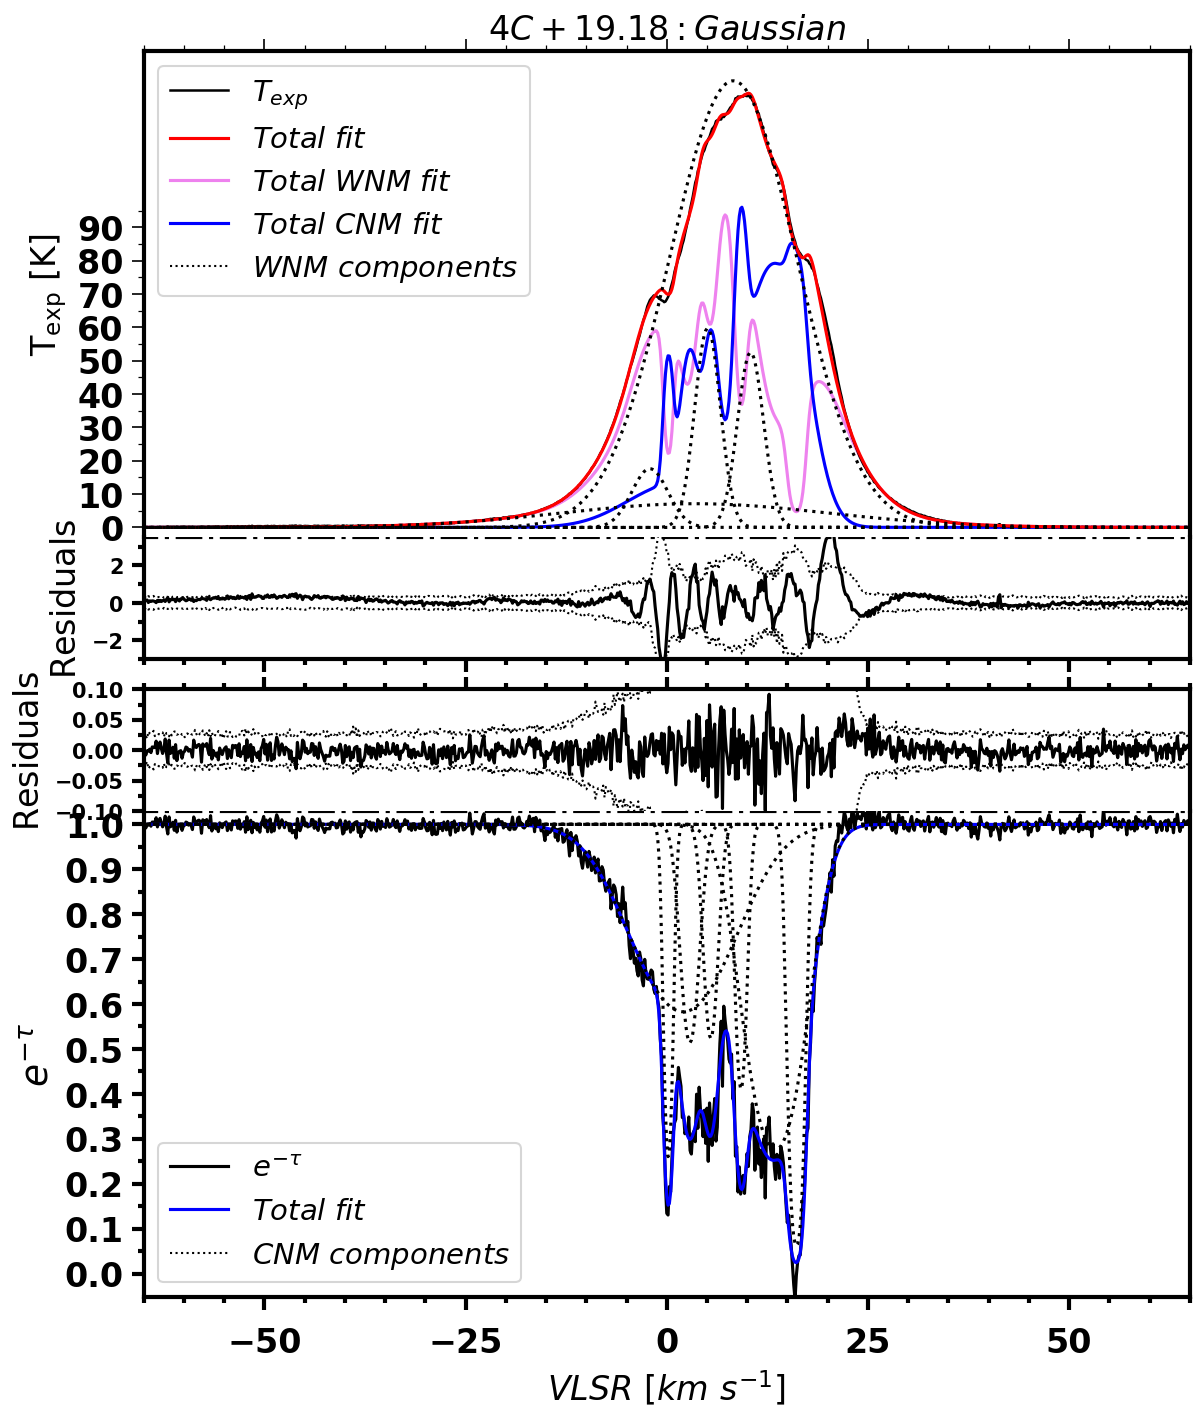 4C + 19.18 : Gaussian
T_exp
Total fit
Total WNM fit
Total CNM fit
WNM components
T_exp [K]
90
80
70
60
50
40
30
20
10
0
Residuals
2
0
−2
Residuals
0.10
0.05
0.00
−0.05
−0.10
e^−τ
1.0
0.9
0.8
0.7
0.6
0.5
0.4
0.3
0.2
0.1
0.0
e^−τ
Total fit
CNM components
−50 −25 0 25 50
VLSR [km s^−1]